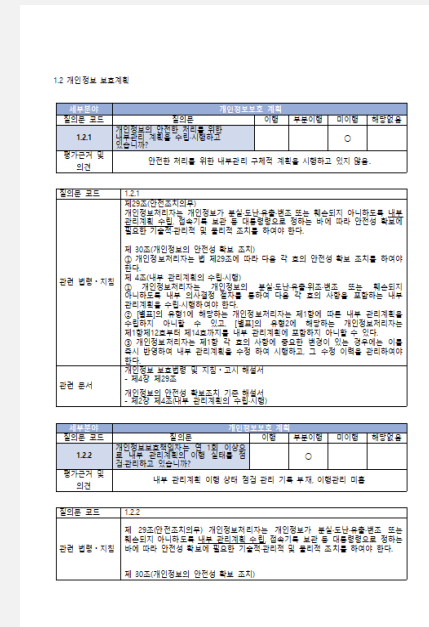 1.2 개인정보 보호계획
세부분야 개인정보보호 계획
질의문 코드 질의문 이행 부분이행 미이행 해당없음
1.2.1 개인정보의 안전한 처리를 위한
내부관리 계획을 수립·시행하고
있습니까? ○
평가근거 및
의견 안전한 처리를 위한 내부관리 구체적 계획을 시행하고 있지 않음.
질의문 코드 1.2.1
관련 법령·지침 제29조(안전조치의무)
개인정보처리자는 개인정보가 분실·도난·유출·변조 또는 훼손되지 아니하도록 내부
관리계획 수립, 접속기록 보관 등 대통령령으로 정하는 바에 따라 안전성 확보에
필요한 기술적·관리적 및 물리적 조치를 하여야 한다.
제 30조(개인정보의 안전성 확보 조치)
① 개인정보처리자는 법 제29조에 따라 다음 각 호의 안전성 확보 조치를 하여야
한다.
제 4조(내부 관리계획의 수립·시행)
① 개인정보처리자는 개인정보의 분실·도난·유출·위조·변조 또는 훼손되지
아니하도록 내부 의사결정 절차를 통하여 다음 각 호의 사항을 포함하는 내부
관리계획을 수립·시행하여야 한다.
② [별표]의 유형1에 해당하는 개인정보처리자는 제1항에 따른 내부 관리계획을
수립하지 아니할 수 있고, [별표]의 유형2에 해당하는 개인정보처리자는
제1항제12호부터 제14호까지를 내부 관리계획에 포함하지 아니할 수 있다.
③ 개인정보처리자는 제1항 각 호의 사항에 중요한 변경이 있는 경우에는 이를
즉시 반영하여 내부 관리계획을 수정 하여 시행하고, 그 수정 이력을 관리하여야
한다.
관련 문서 개인정보 보호법령 및 지침·고시 해설서
- 제4장 제29조
개인정보의 안전성 확보조치 기준 해설서
- 제2장 제4조(내부 관리계획의 수립·시행)
세부분야 개인정보보호 계획
질의문 코드 질의문 이행 부분이행 미이행 해당없음
1.2.2 개인정보보호책임자는 연 1회 이상으
로 내부 관리계획의 이행 실태를 점
검·관리하고 있습니까? ○
평가근거 및
의견 내부 관리계획 이행 상태 점검 관리 기록 부재, 이행관리 미흡
질의문 코드 1.2.2
관련 법령·지침 제 29조(안전조치의무) 개인정보처리자는 개인정보가 분실·도난·유출·변조 또는
훼손되지 아니하도록 내부 관리계획 수립, 접속기록 보관 등 대통령령으로 정하는
바에 따라 안전성 확보에 필요한 기술적·관리적 및 물리적 조치를 하여야 한다.
제 30조(개인정보의 안전성 확보 조치)